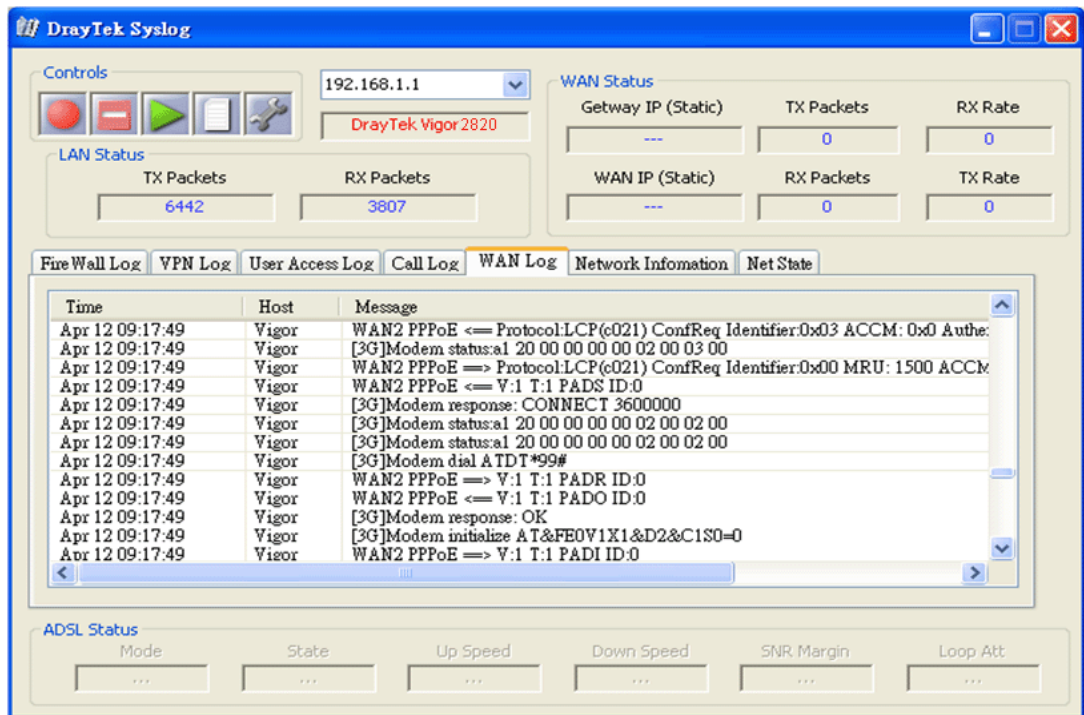 DrayTek Syslog
Controls
192.168.1.1
DrayTek Vigor2820
LAN Status
TX Packets RX Packets
6442 3807
WAN Status
Getway IP (Static) TX Packets RX Rate
--- 0 0
WAN IP (Static) RX Packets TX Rate
--- 0 0
FireWall Log VPN Log User Access Log Call Log WAN Log Network Infomation Net State
Time Host Message
Apr 12 09:17:49 Vigor WAN2 PPPoE <== Protocol:LCP(c021) ConfReq Identifier:0x03 ACCM: 0x0 Authe:
Apr 12 09:17:49 Vigor [3G]Modem status:a1 20 00 00 00 00 02 00 03 00
Apr 12 09:17:49 Vigor WAN2 PPPoE ==> Protocol:LCP(c021) ConfReq Identifier:0x00 MRU: 1500 ACCM
Apr 12 09:17:49 Vigor WAN2 PPPoE <== V:1 T:1 PADS ID:0
Apr 12 09:17:49 Vigor [3G]Modem response: CONNECT 3600000
Apr 12 09:17:49 Vigor [3G]Modem status:a1 20 00 00 00 00 02 00 02 00
Apr 12 09:17:49 Vigor [3G]Modem status:a1 20 00 00 00 00 02 00 02 00
Apr 12 09:17:49 Vigor [3G]Modem dial ATDT*99#
Apr 12 09:17:49 Vigor WAN2 PPPoE ==> V:1 T:1 PADR ID:0
Apr 12 09:17:49 Vigor WAN2 PPPoE <== V:1 T:1 PADO ID:0
Apr 12 09:17:49 Vigor [3G]Modem response: OK
Apr 12 09:17:49 Vigor [3G]Modem initialize AT&FE0V1X1&D2&C1S0=0
Apr 12 09:17:49 Vigor WAN2 PPPoE ==> V:1 T:1 PADI ID:0
ADSL Status
Mode State Up Speed Down Speed SNR Margin Loop Att
... ... ... ... ... ...